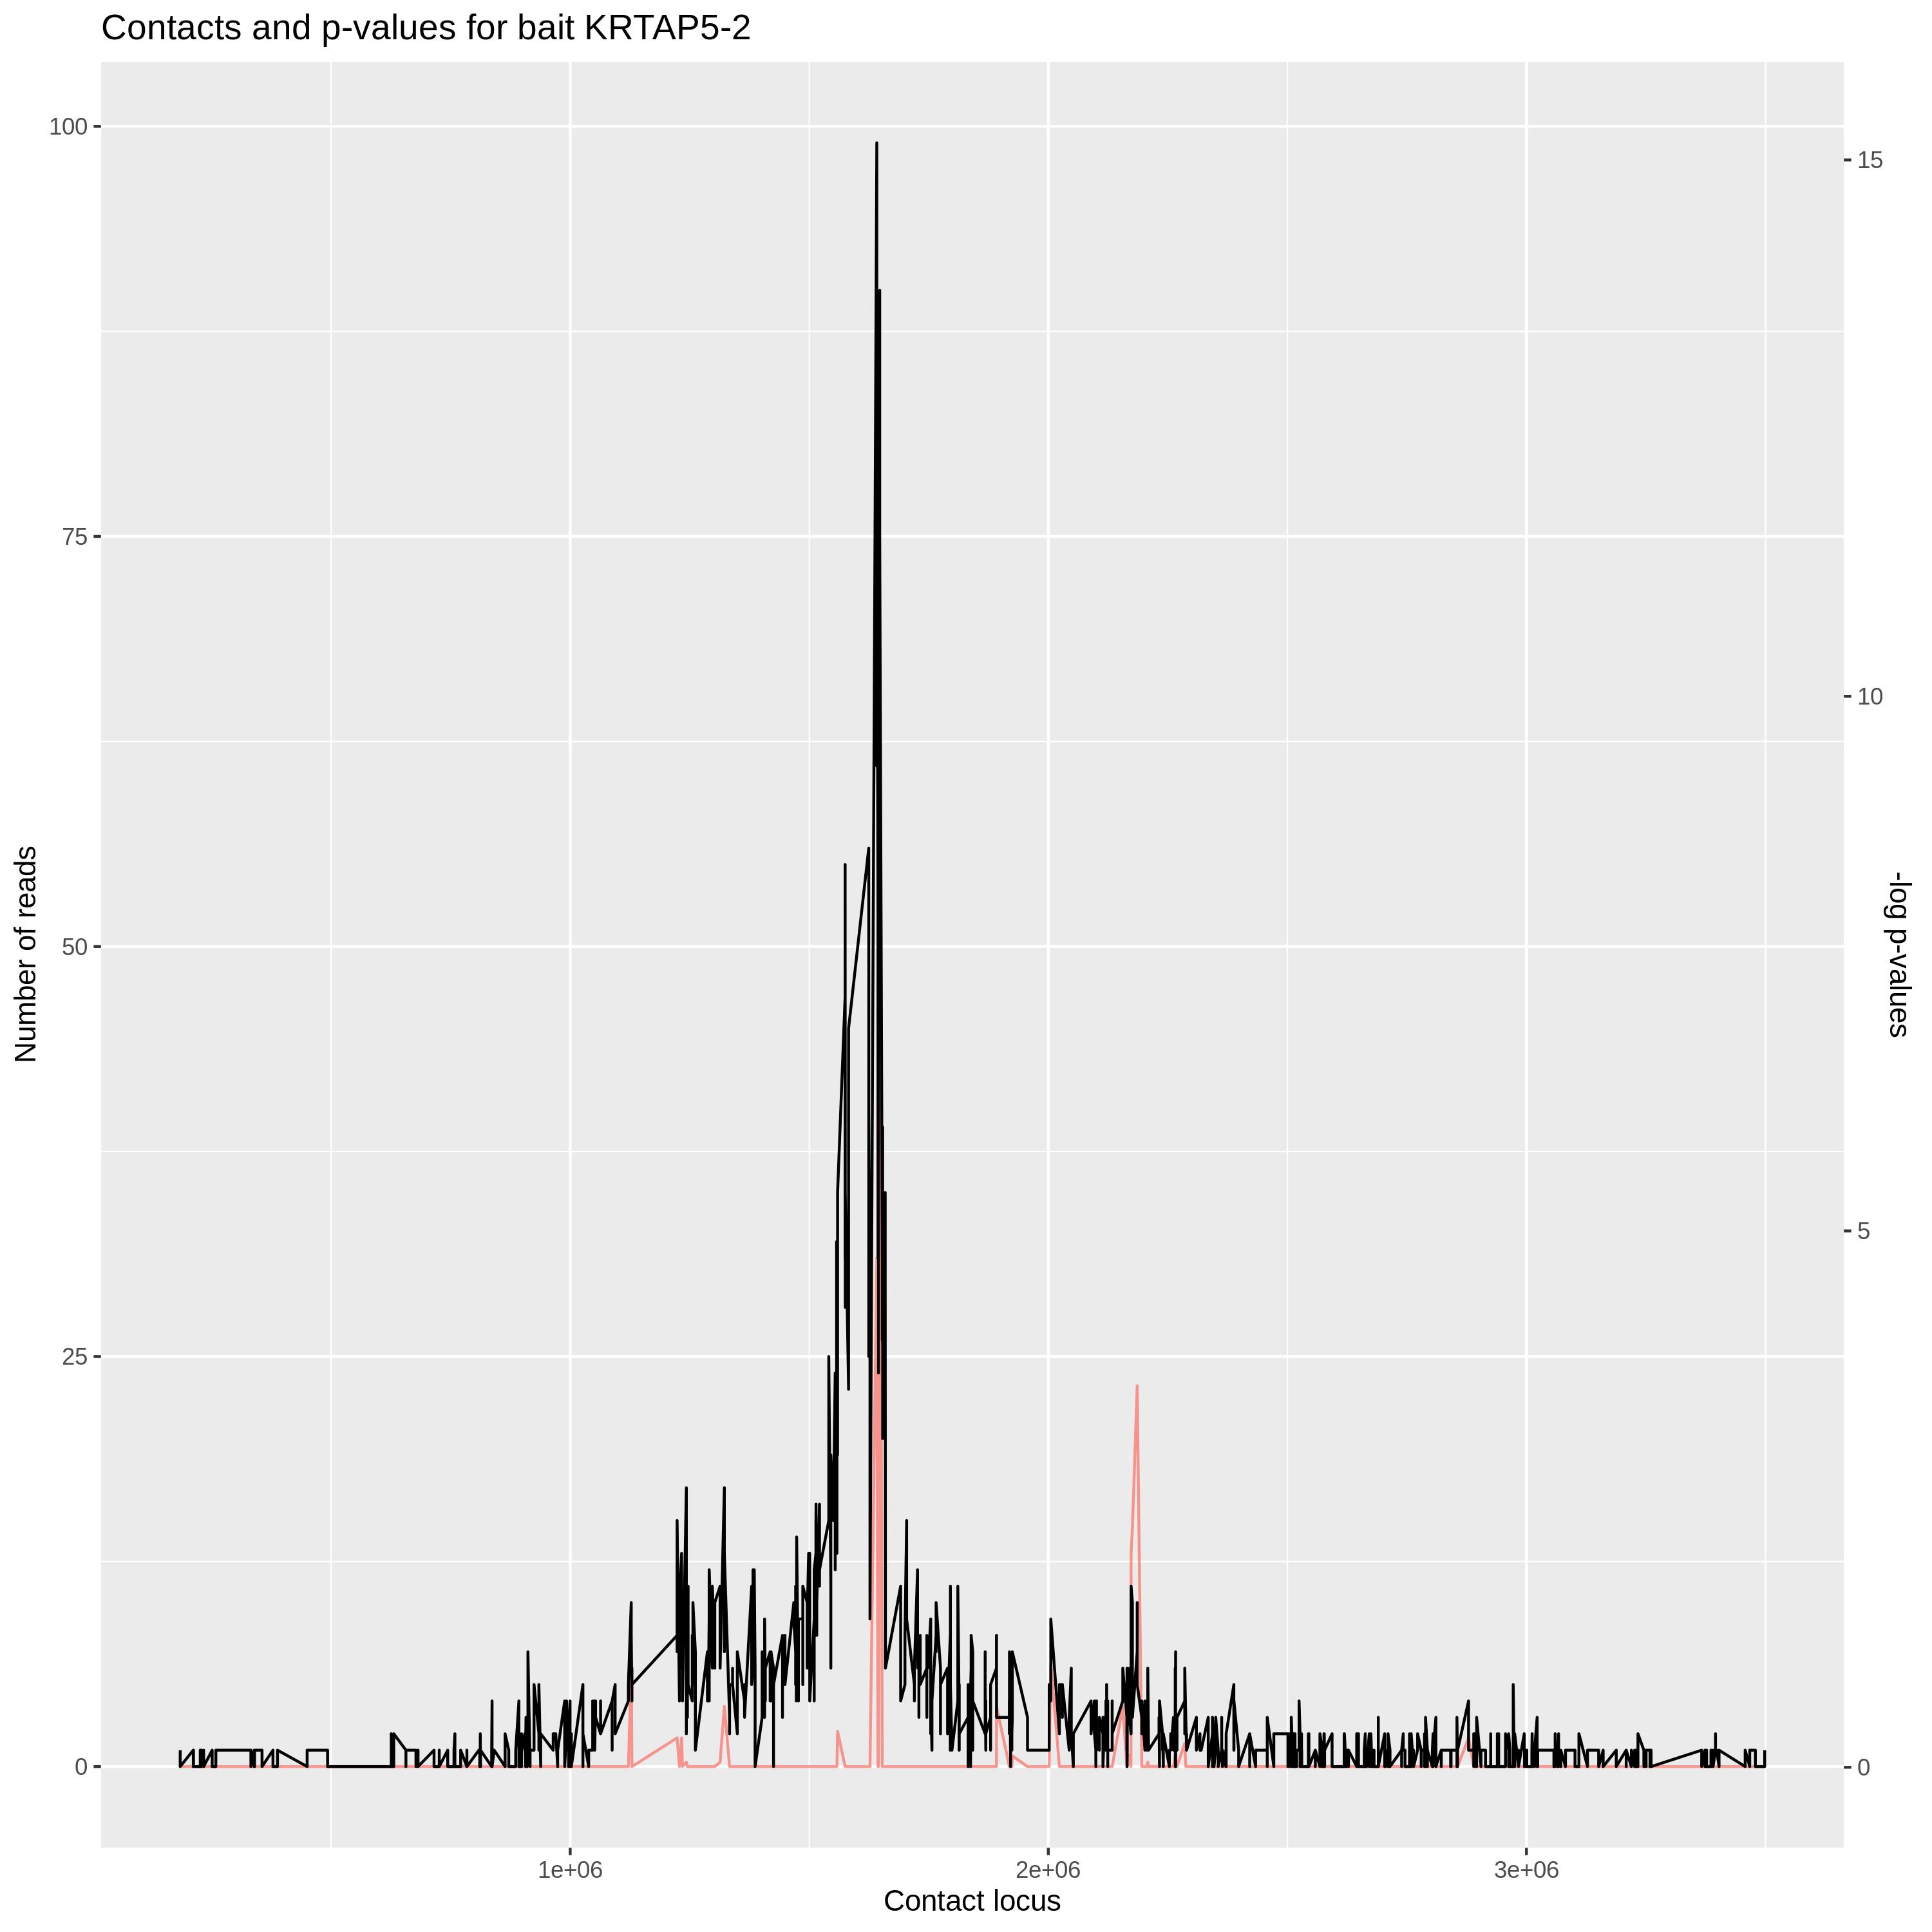 Contacts and p-values for bait KRTAP5-2
100
75
50
25
0
Number of reads
15
10
5
0
-log p-values
1e+06
2e+06
3e+06
Contact locus